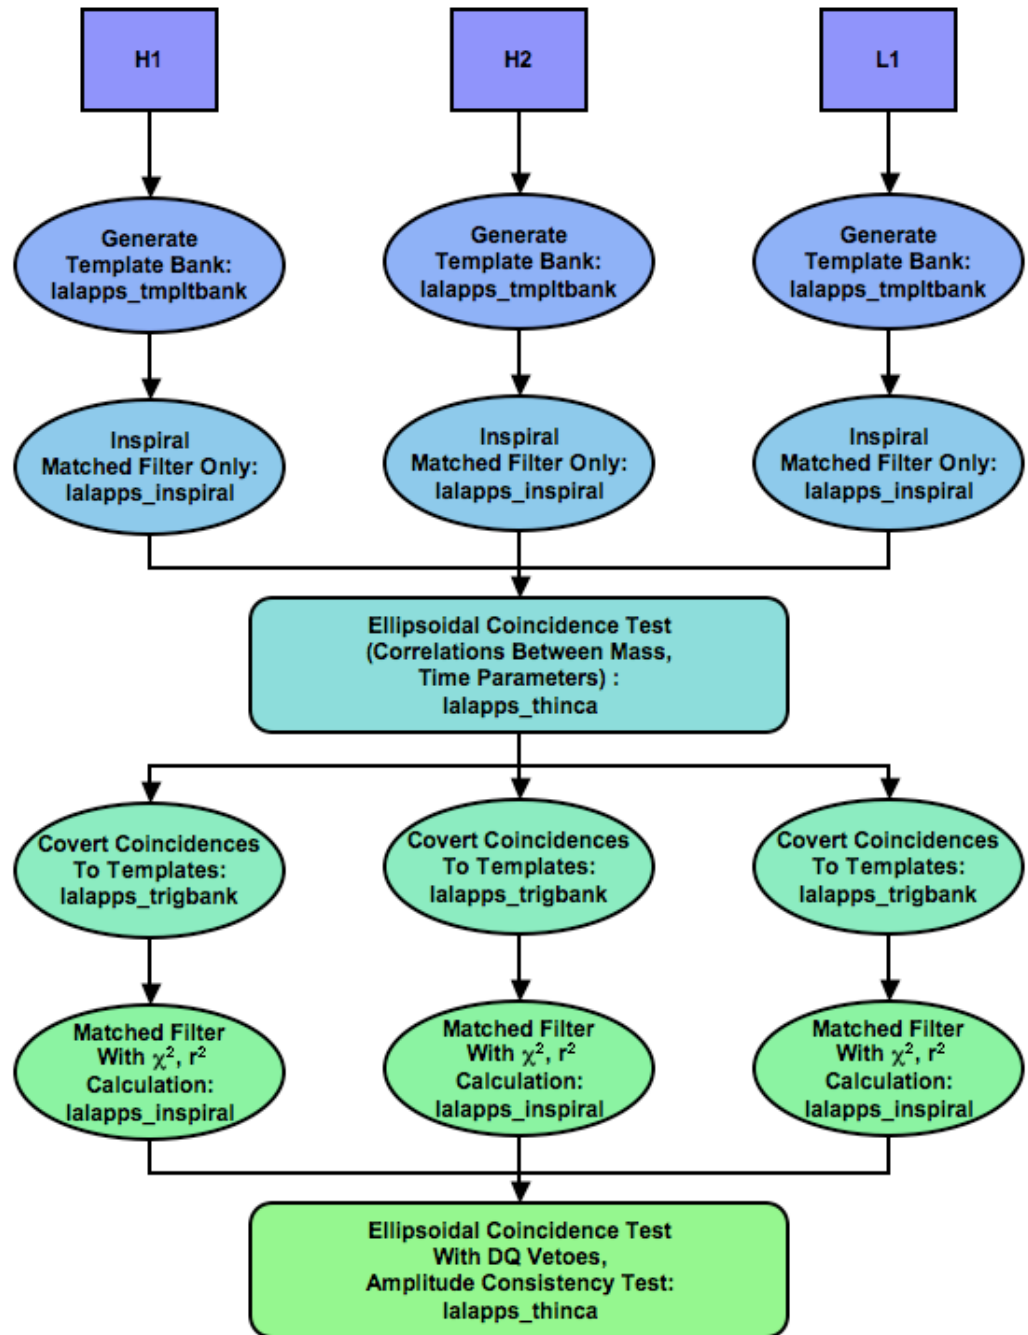 H1
H2
L1
Generate
Template Bank:
lalapps_tmpltbank
Generate
Template Bank:
lalapps_tmpltbank
Generate
Template Bank:
lalapps_tmpltbank
Inspiral
Matched Filter Only:
lalapps_inspiral
Inspiral
Matched Filter Only:
lalapps_inspiral
Inspiral
Matched Filter Only:
lalapps_inspiral
Ellipsoidal Coincidence Test
(Correlations Between Mass,
Time Parameters) :
lalapps_thinca
Covert Coincidences
To Templates:
lalapps_trigbank
Covert Coincidences
To Templates:
lalapps_trigbank
Covert Coincidences
To Templates:
lalapps_trigbank
Matched Filter
With χ², r²
Calculation:
lalapps_inspiral
Matched Filter
With χ², r²
Calculation:
lalapps_inspiral
Matched Filter
With χ², r²
Calculation:
lalapps_inspiral
Ellipsoidal Coincidence Test
With DQ Vetoes,
Amplitude Consistency Test:
lalapps_thinca